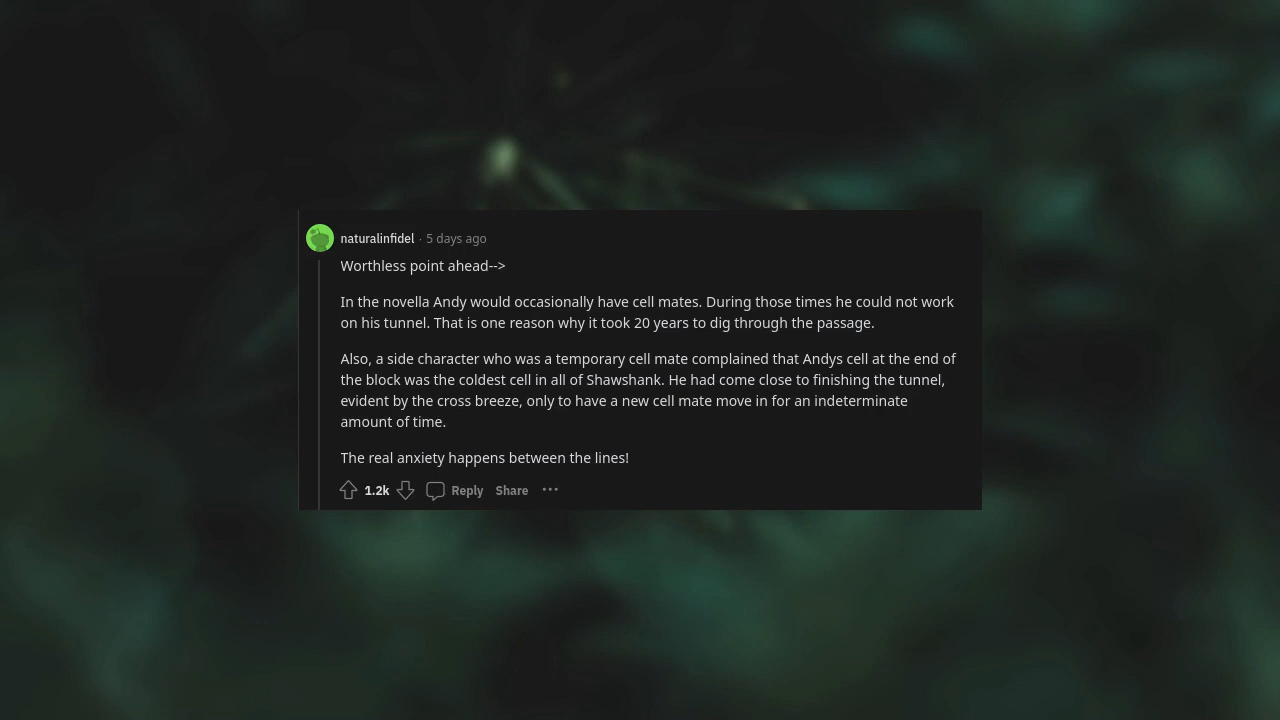 naturalinfidel · 5 days ago
Worthless point ahead-->
In the novella Andy would occasionally have cell mates. During those times he could not work
on his tunnel. That is one reason why it took 20 years to dig through the passage.
Also, a side character who was a temporary cell mate complained that Andys cell at the end of
the block was the coldest cell in all of Shawshank. He had come close to finishing the tunnel,
evident by the cross breeze, only to have a new cell mate move in for an indeterminate
amount of time.
The real anxiety happens between the lines!
1.2k Reply Share ···